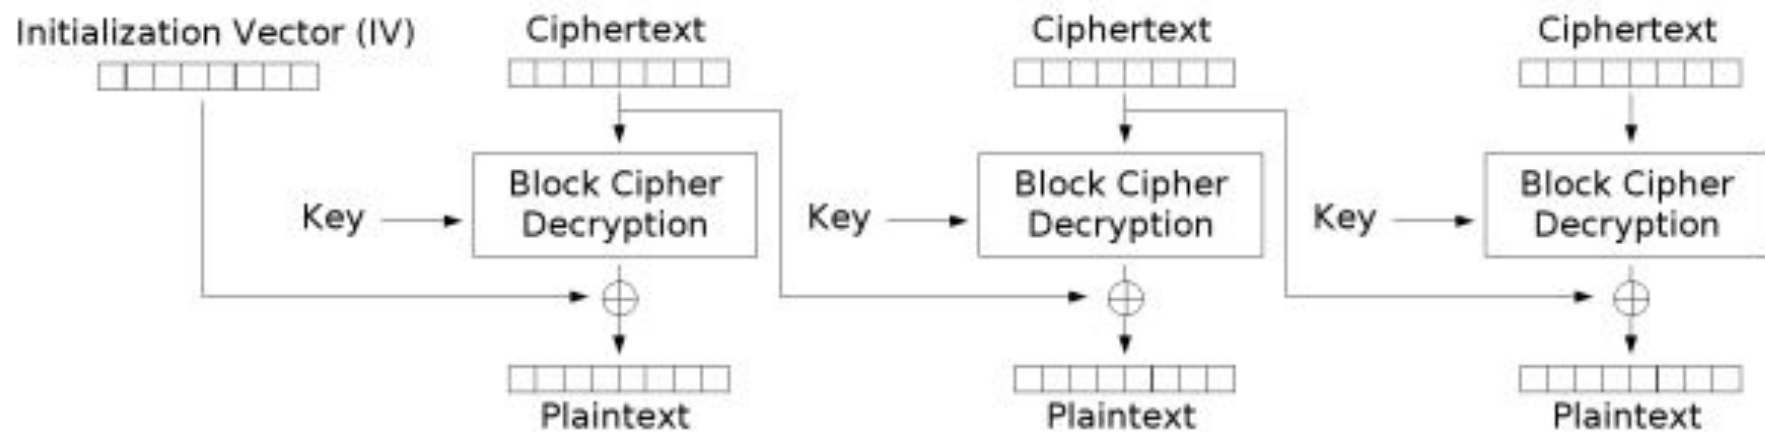 Initialization Vector (IV)
Ciphertext
Ciphertext
Ciphertext
Key
Block Cipher
Decryption
Key
Block Cipher
Decryption
Key
Block Cipher
Decryption
Plaintext
Plaintext
Plaintext